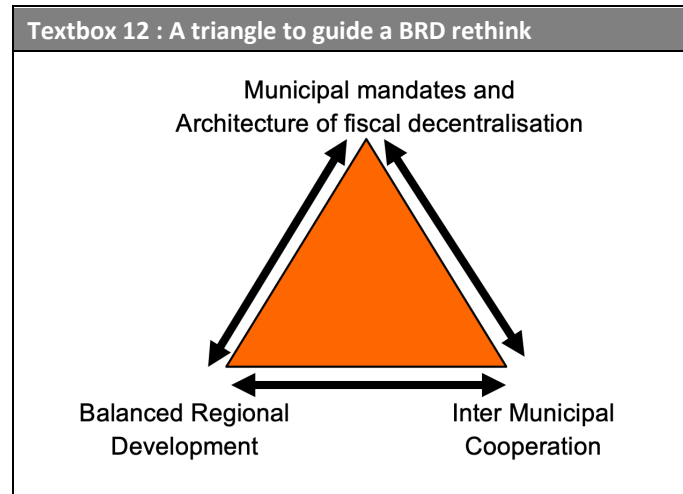 Textbox 12 : A triangle to guide a BRD rethink
Municipal mandates and
Architecture of fiscal decentralisation
Balanced Regional
Development
Inter Municipal
Cooperation